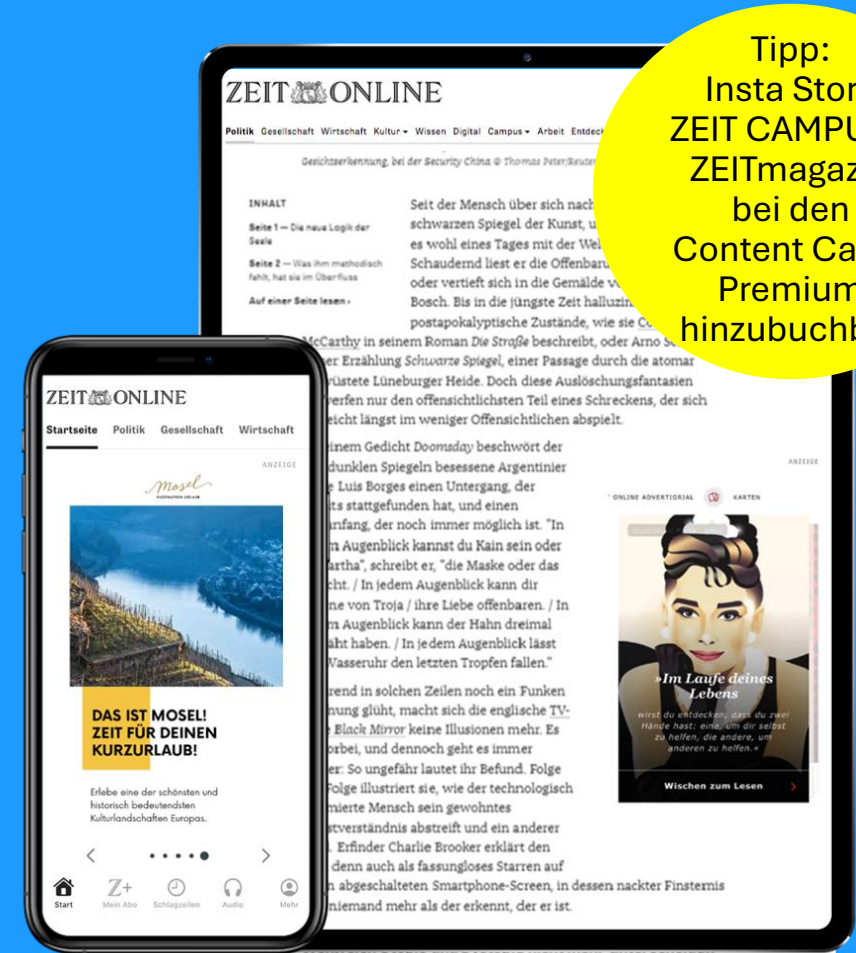 Tipp:
Insta Stor
ZEIT CAMPU
ZEITmagaz
bei den
Content Ca
Premium
hinzubuchb
ZEIT ONLINE
Politik Gesellschaft Wirtschaft Kultur Wissen Digital Campus Arbeit Entdec
Gesichtserkennung, bei der Security China © Thomas Peter/Reuter
INHALT
Seite 1 — Die neue Logik der
Seele
Seite 2 — Was ihm methodisch
fehlt, hat sie im Überfluss
Auf einer Seite lesen ›
Seit der Mensch über sich nach
schwarzen Spiegel der Kunst, u
es wohl eines Tages mit der Wel
Schaudernd liest er die Offenbaru
oder vertieft sich in die Gemälde v
Bosch. Bis in die jüngste Zeit halluzin
postapokalyptische Zustände, wie sie Co
McCarthy in seinem Roman Die Straße beschreibt, oder Arno S
er Erzählung Schwarze Spiegel, einer Passage durch die atomar
wüstete Lüneburger Heide. Doch diese Auslöschungsfantasien
werfen nur den offensichtlichsten Teil eines Schreckens, der sich
eicht längst im weniger Offensichtlichen abspielt.
inem Gedicht Doomsday beschwört der
dunklen Spiegeln besessene Argentinier
Luis Borges einen Untergang, der
ts stattgefunden hat, und einen
nfang, der noch immer möglich ist. "In
m Augenblick kannst du Kain sein oder
artha", schreibt er, "die Maske oder das
cht. / In jedem Augenblick kann dir
ne von Troja / ihre Liebe offenbaren. / In
m Augenblick kann der Hahn dreimal
äht haben. / In jedem Augenblick lässt
Wasseruhr den letzten Tropfen fallen."
rend in solchen Zeilen noch ein Funken
nung glüht, macht sich die englische TV-
Black Mirror keine Illusionen mehr. Es
orbei, und dennoch geht es immer
er: So ungefähr lautet ihr Befund. Folge
Folge illustriert sie, wie der technologisch
mierte Mensch sein gewohntes
stverständnis abstreift und ein anderer
. Erfinder Charlie Brooker erklärt den
denn auch als fassungloses Starren auf
n abgeschalteten Smartphone-Screen, in dessen nackter Finsternis
niemand mehr als der erkennt, der er ist.
ANZEIGE
ONLINE ADVERTORIAL KARTEN
»Im Laufe deines
Lebens
wirst du entdecken, dass du zwei
Hände hast: eine, um dir selbst
zu helfen, die andere, um
anderen zu helfen.«
Wischen zum Lesen
ZEIT ONLINE
Startseite Politik Gesellschaft Wirtschaft
ANZEIGE
Mosel
FASZINATION URLAUB
DAS IST MOSEL!
ZEIT FÜR DEINEN
KURZURLAUB!
Erlebe eine der schönsten und
historisch bedeutendsten
Kulturlandschaften Europas.
Z+
Start Mein Abo Schlagzeilen Audio Mehr